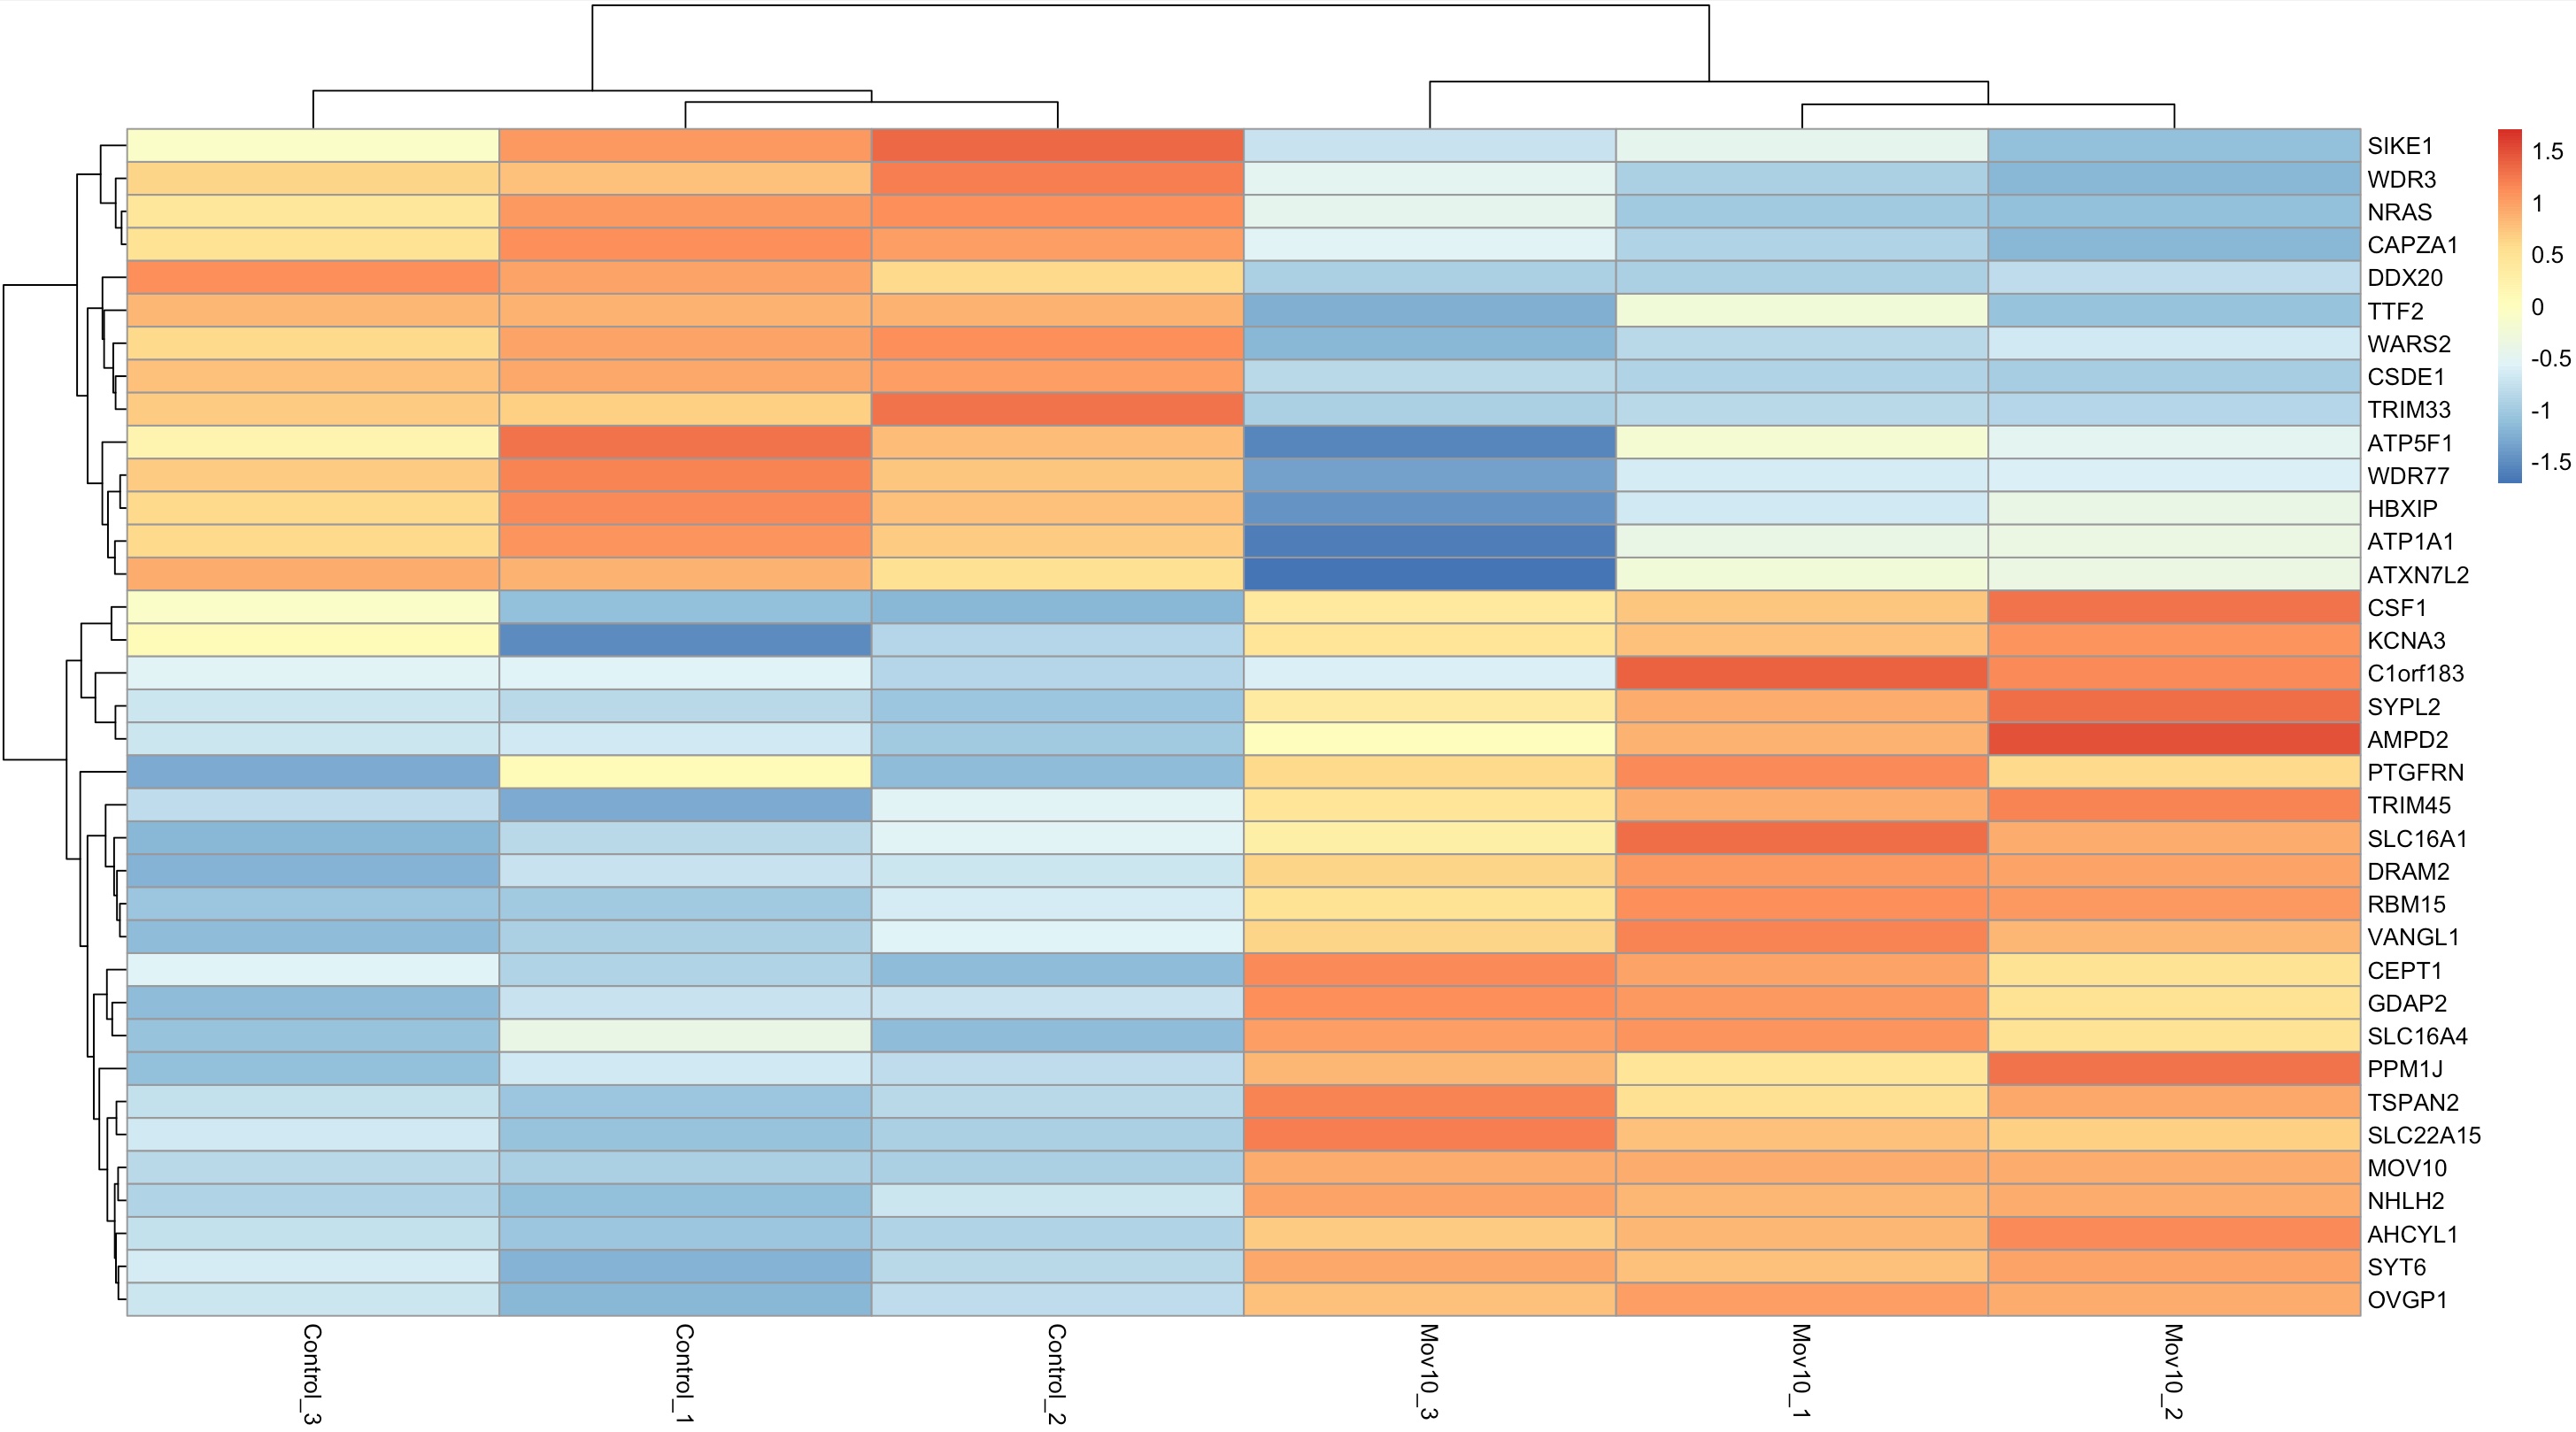 SIKE1
WDR3
NRAS
CAPZA1
DDX20
TTF2
WARS2
CSDE1
TRIM33
ATP5F1
WDR77
HBXIP
ATP1A1
ATXN7L2
CSF1
KCNA3
C1orf183
SYPL2
AMPD2
PTGFRN
TRIM45
SLC16A1
DRAM2
RBM15
VANGL1
CEPT1
GDAP2
SLC16A4
PPM1J
TSPAN2
SLC22A15
MOV10
NHLH2
AHCYL1
SYT6
OVGP1
1.5
1
0.5
0
-0.5
-1
-1.5
Control_3
Control_1
Control_2
Mov10_3
Mov10_1
Mov10_2